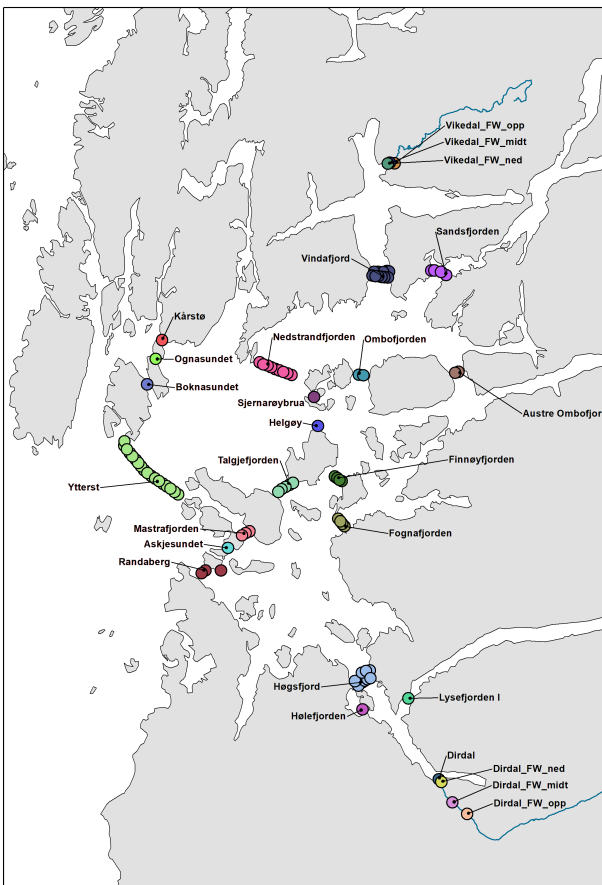 Vikedal_FW_opp
Vikedal_FW_midt
Vikedal_FW_ned
Sandsfjorden
Vindafjord
Kårstø
Nedstrandfjorden
Ombofjorden
Ognasundet
Boknasundet
Sjernarøybrua
Austre Ombofjor
Helgøy
Talgjefjorden
Finnøyfjorden
Ytterst
Mastrafjorden
Fognafjorden
Askjesundet
Randaberg
Høgsfjord
Lysefjorden I
Hølefjorden
Dirdal
Dirdal_FW_ned
Dirdal_FW_midt
Dirdal_FW_opp